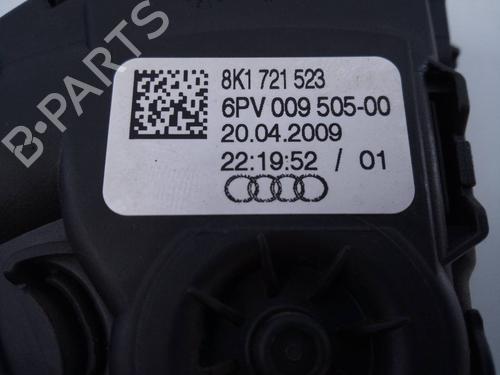 8K1 721 523
6PV 009 505-00
20.04.2009
22:19:52 / 01
B-Parts